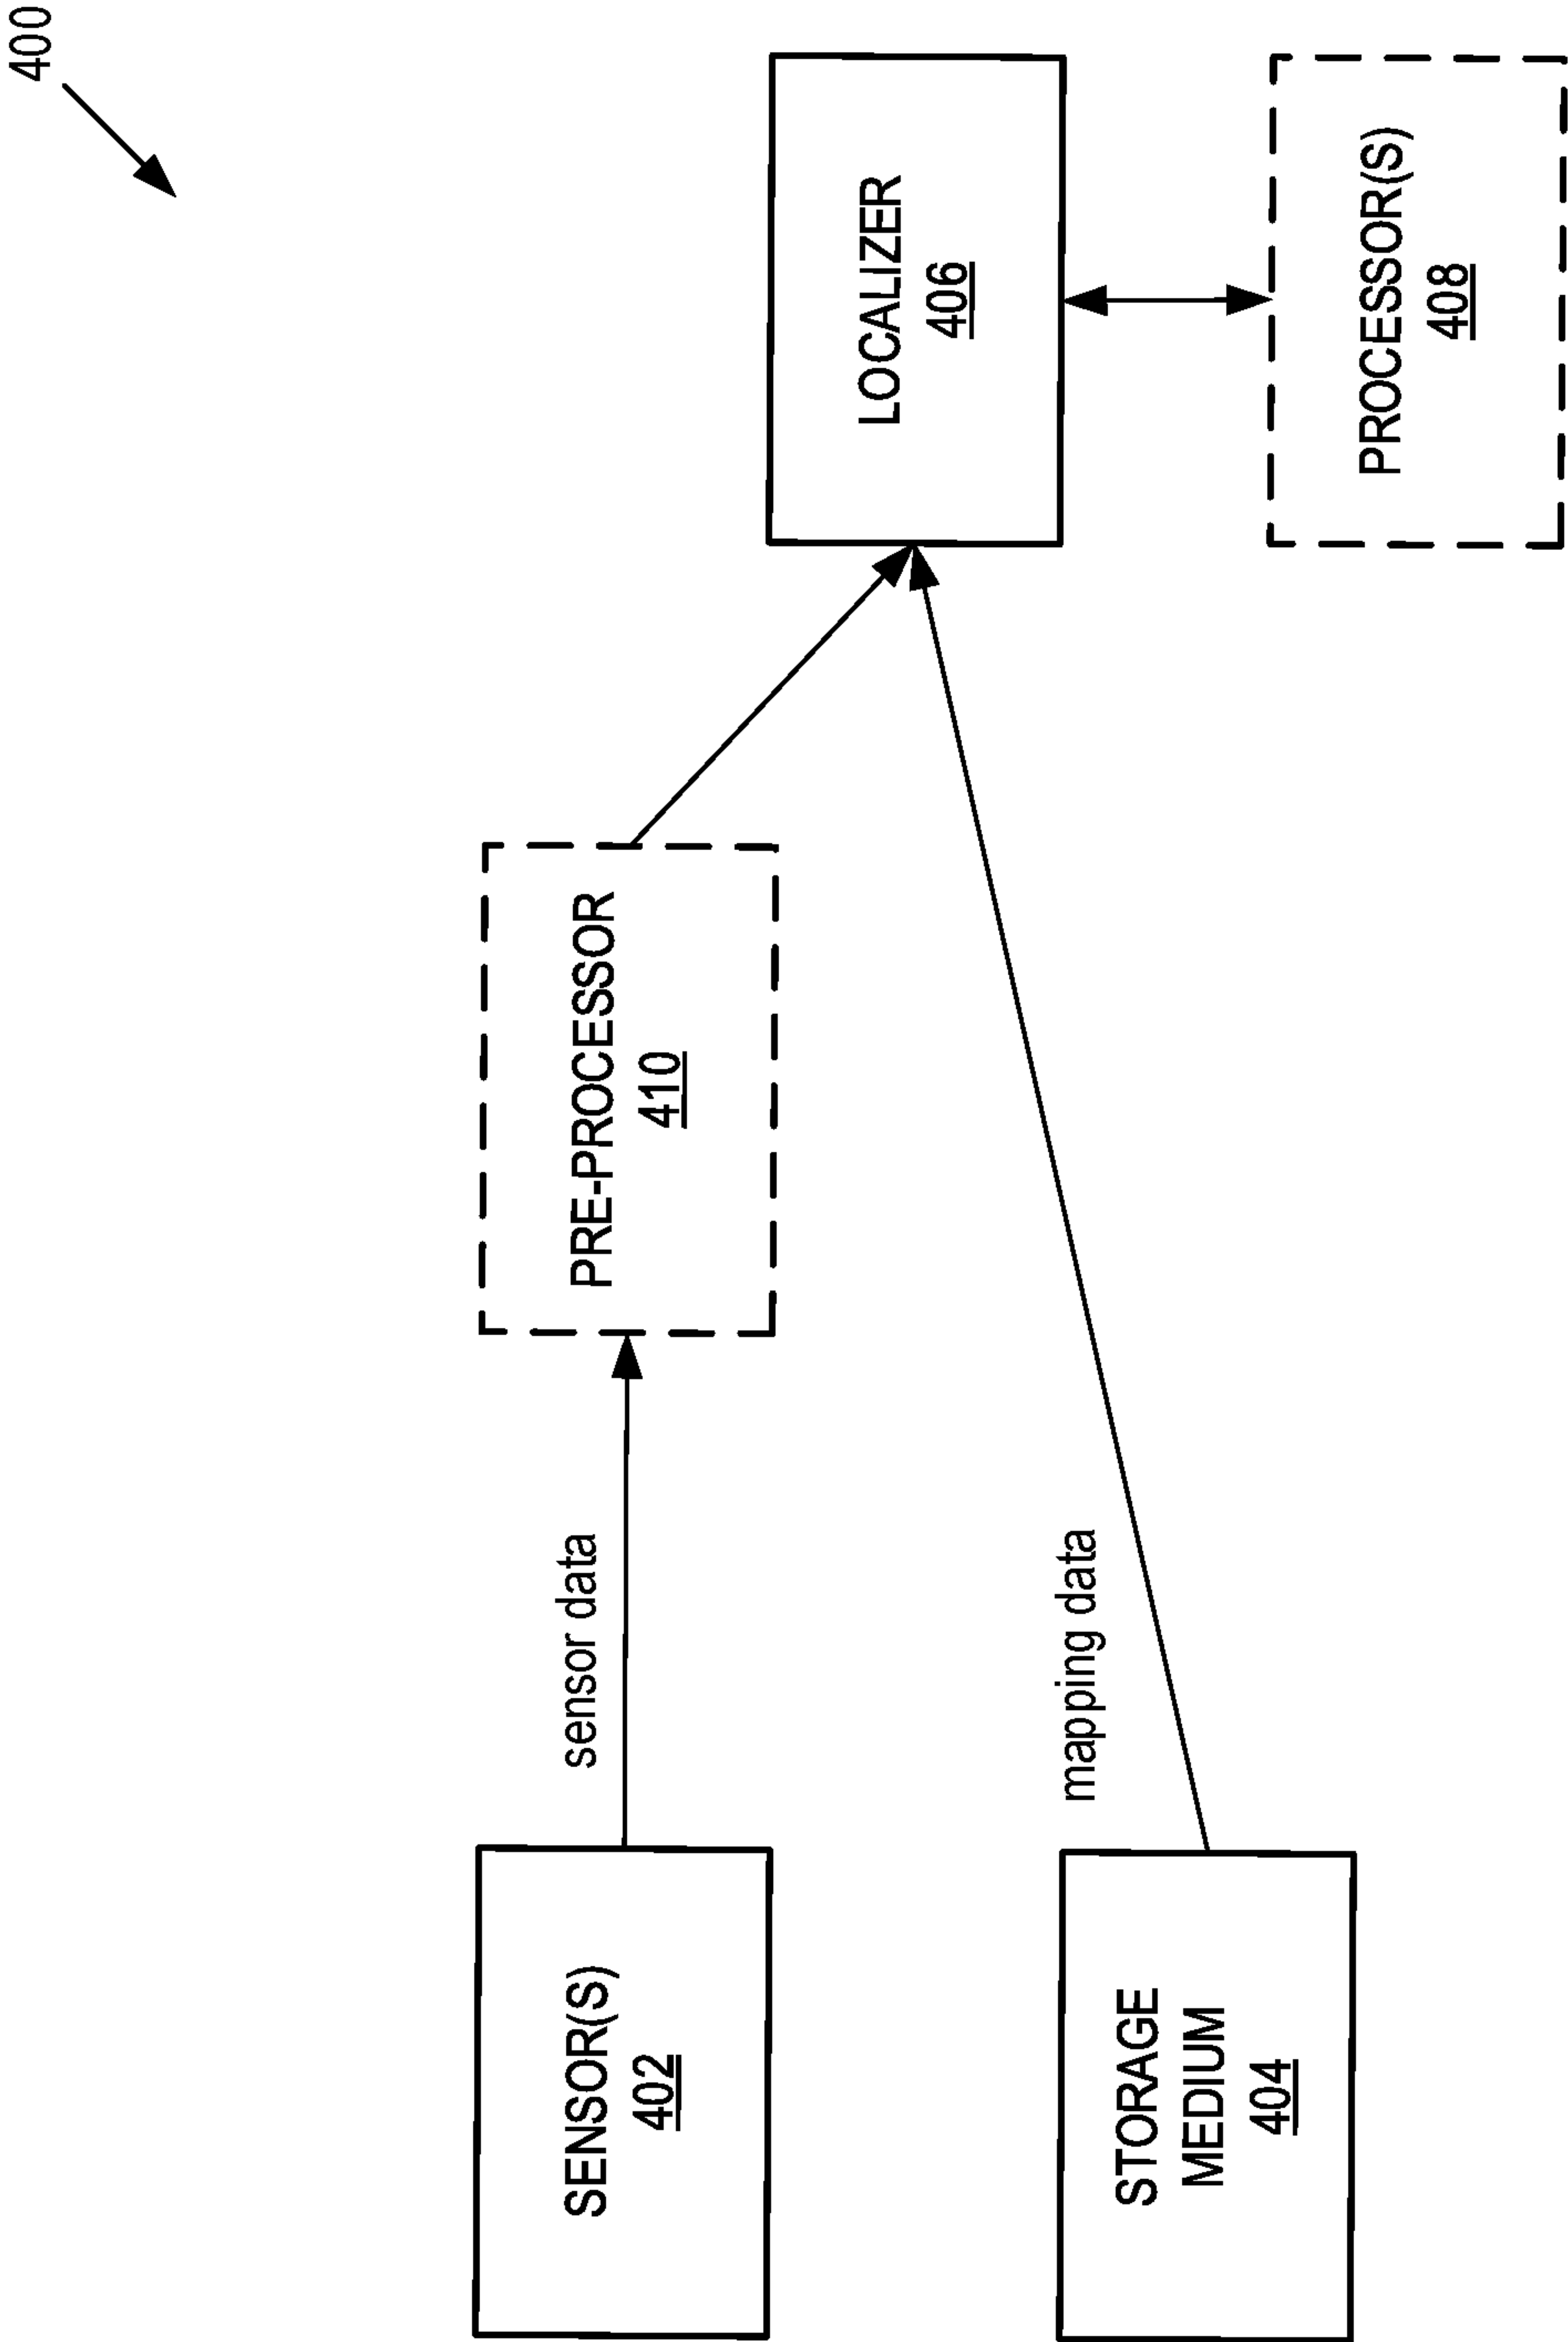 400
SENSOR(S)
402
sensor data
PRE-PROCESSOR
410
LOCALIZER
406
STORAGE
MEDIUM
404
mapping data
PROCESSOR(S)
408